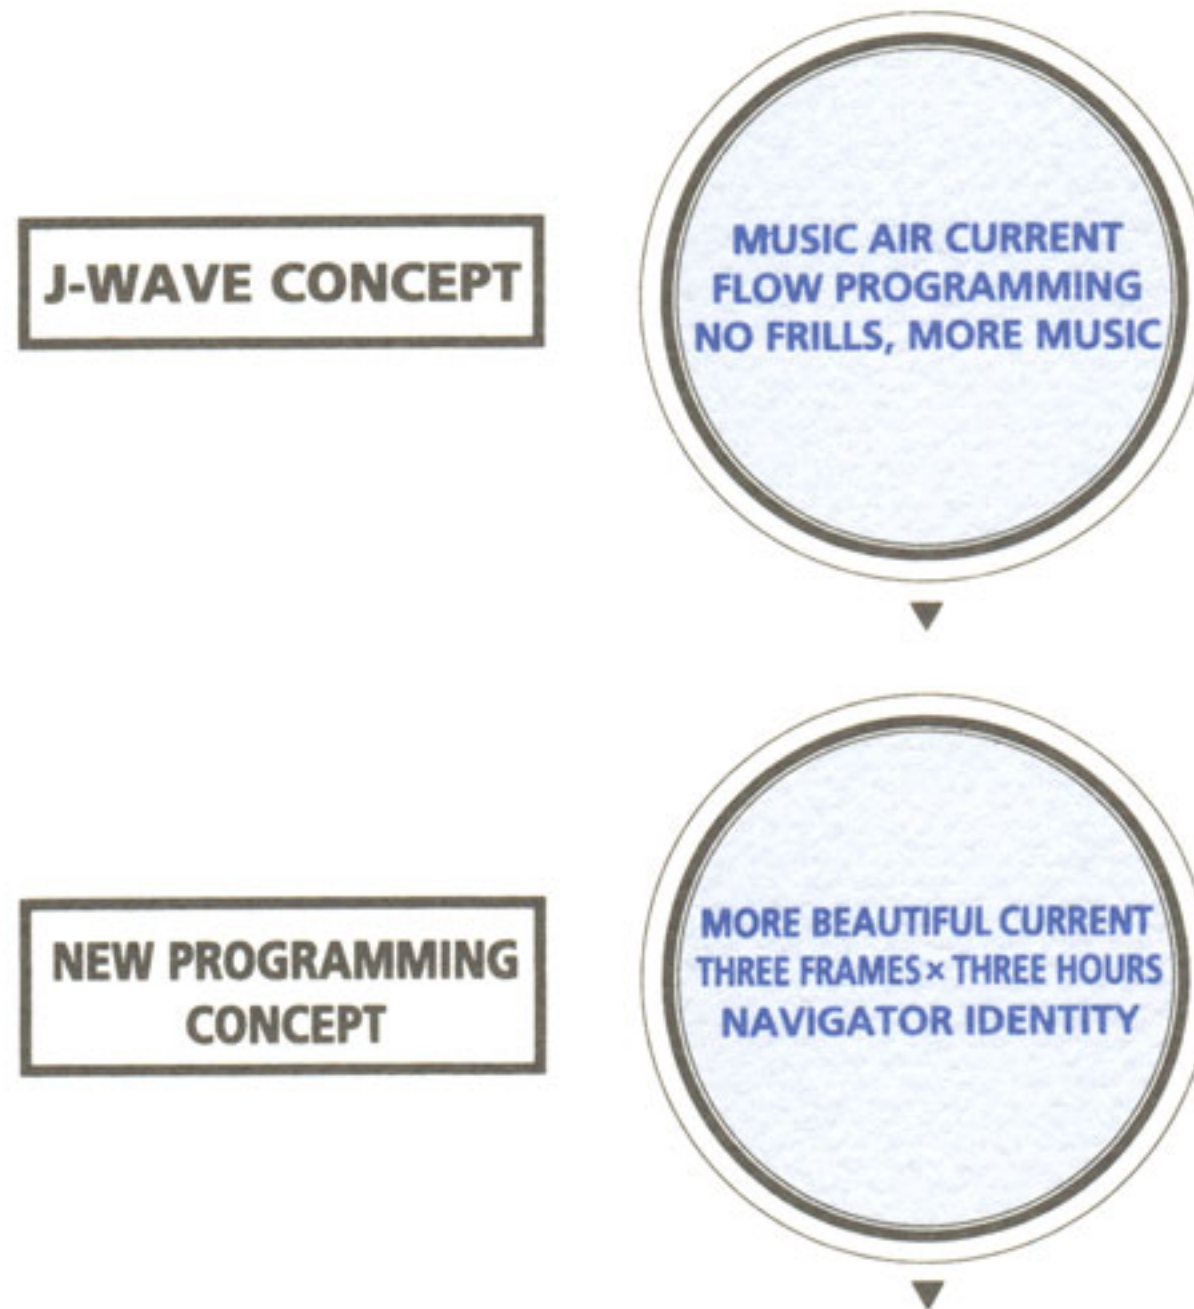 J-WAVE CONCEPT
MUSIC AIR CURRENT
FLOW PROGRAMMING
NO FRILLS, MORE MUSIC
NEW PROGRAMMING
CONCEPT
MORE BEAUTIFUL CURRENT
THREE FRAMES × THREE HOURS
NAVIGATOR IDENTITY